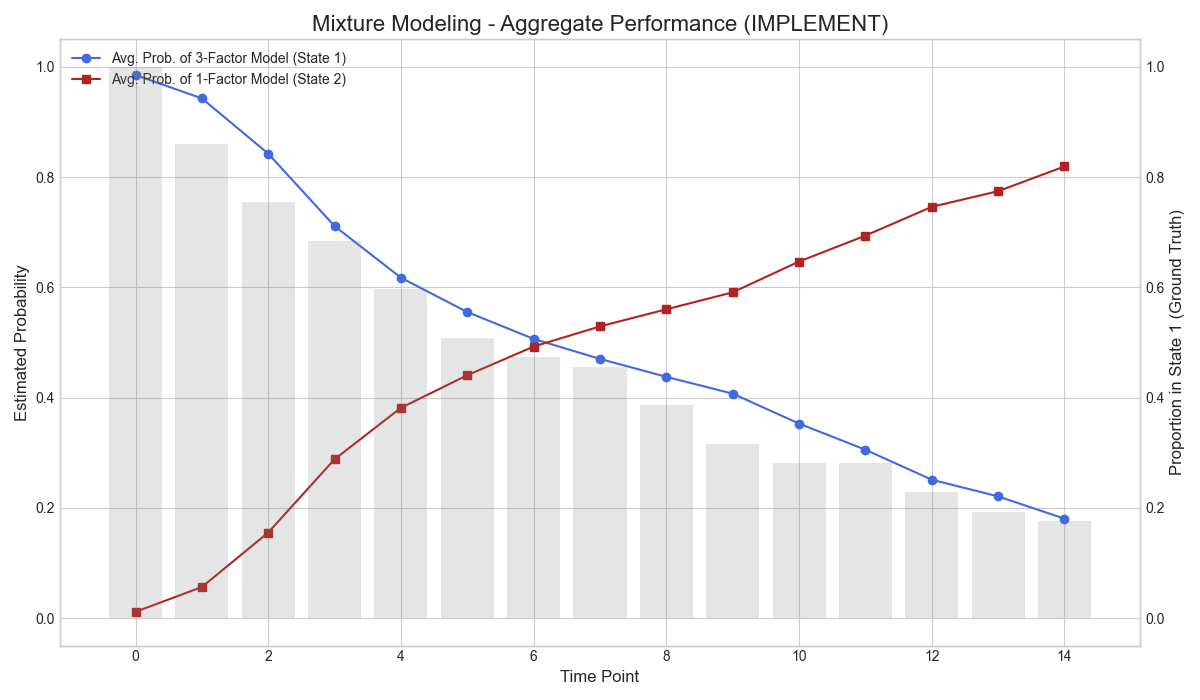 Mixture Modeling - Aggregate Performance (IMPLEMENT)
Avg. Prob. of 3-Factor Model (State 1)
Avg. Prob. of 1-Factor Model (State 2)
Estimated Probability
1.0
0.8
0.6
0.4
0.2
0.0
1.0
0.8
0.6
0.4
0.2
0.0
Proportion in State 1 (Ground Truth)
0 2 4 6 8 10 12 14
Time Point